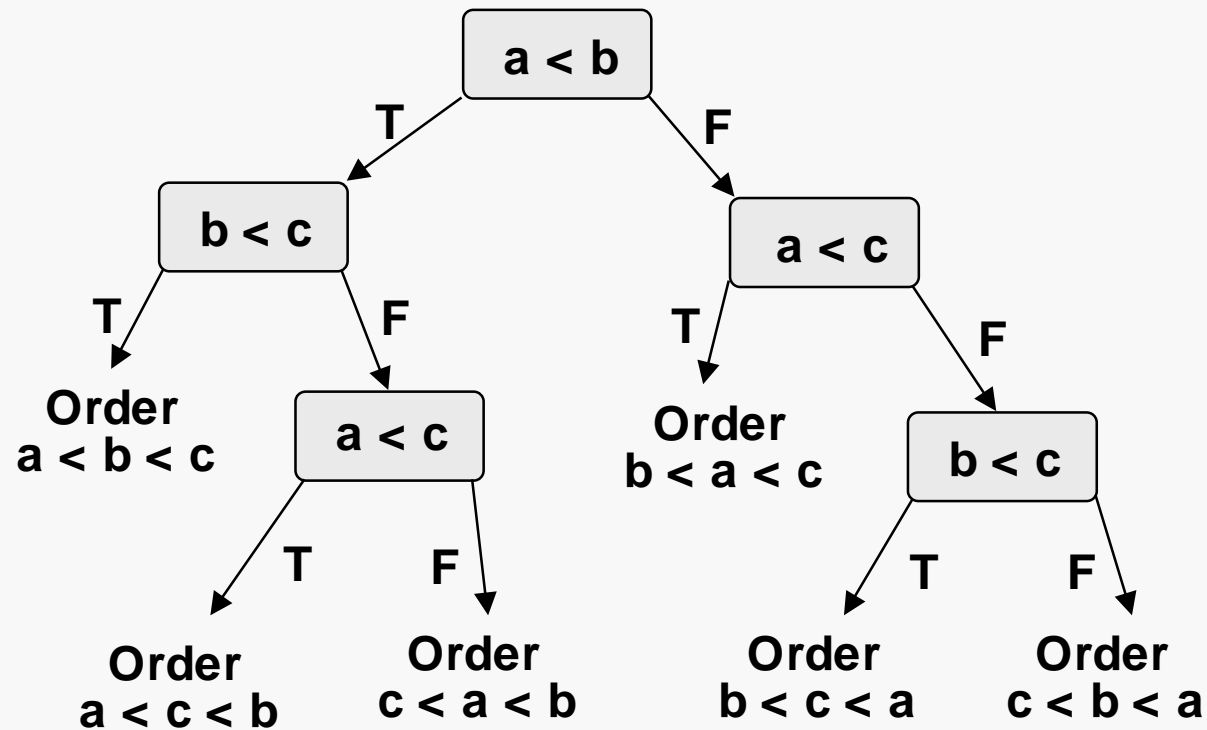 a < b
T
F
b < c
a < c
T
F
T
F
Order
a < b < c
a < c
Order
b < a < c
b < c
T
F
T
F
Order
a < c < b
Order
c < a < b
Order
b < c < a
Order
c < b < a